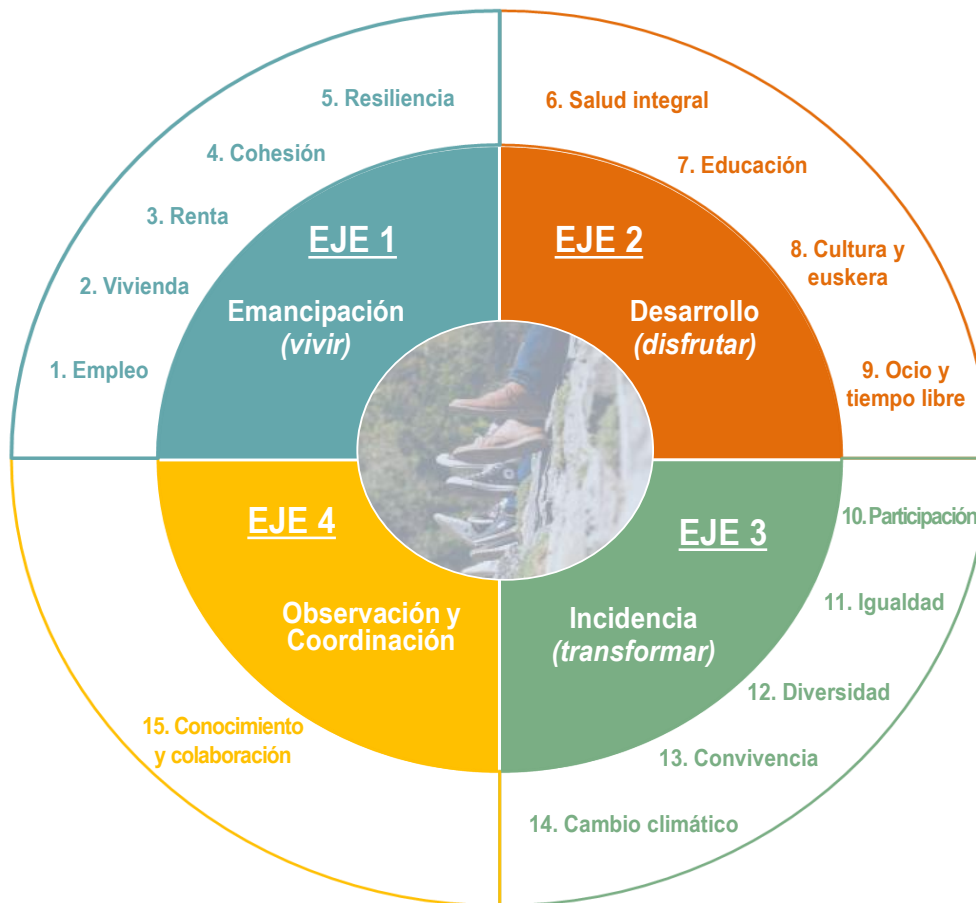 5. Resiliencia
4. Cohesión
3. Renta
2. Vivienda
1. Empleo
EJE 1
Emancipación
(vivir)
6. Salud integral
7. Educación
8. Cultura y
euskera
9. Ocio y
tiempo libre
EJE 2
Desarrollo
(disfrutar)
EJE 3
Incidencia
(transformar)
10. Participación
11. Igualdad
12. Diversidad
13. Convivencia
14. Cambio climático
EJE 4
Observación y
Coordinación
15. Conocimiento
y colaboración